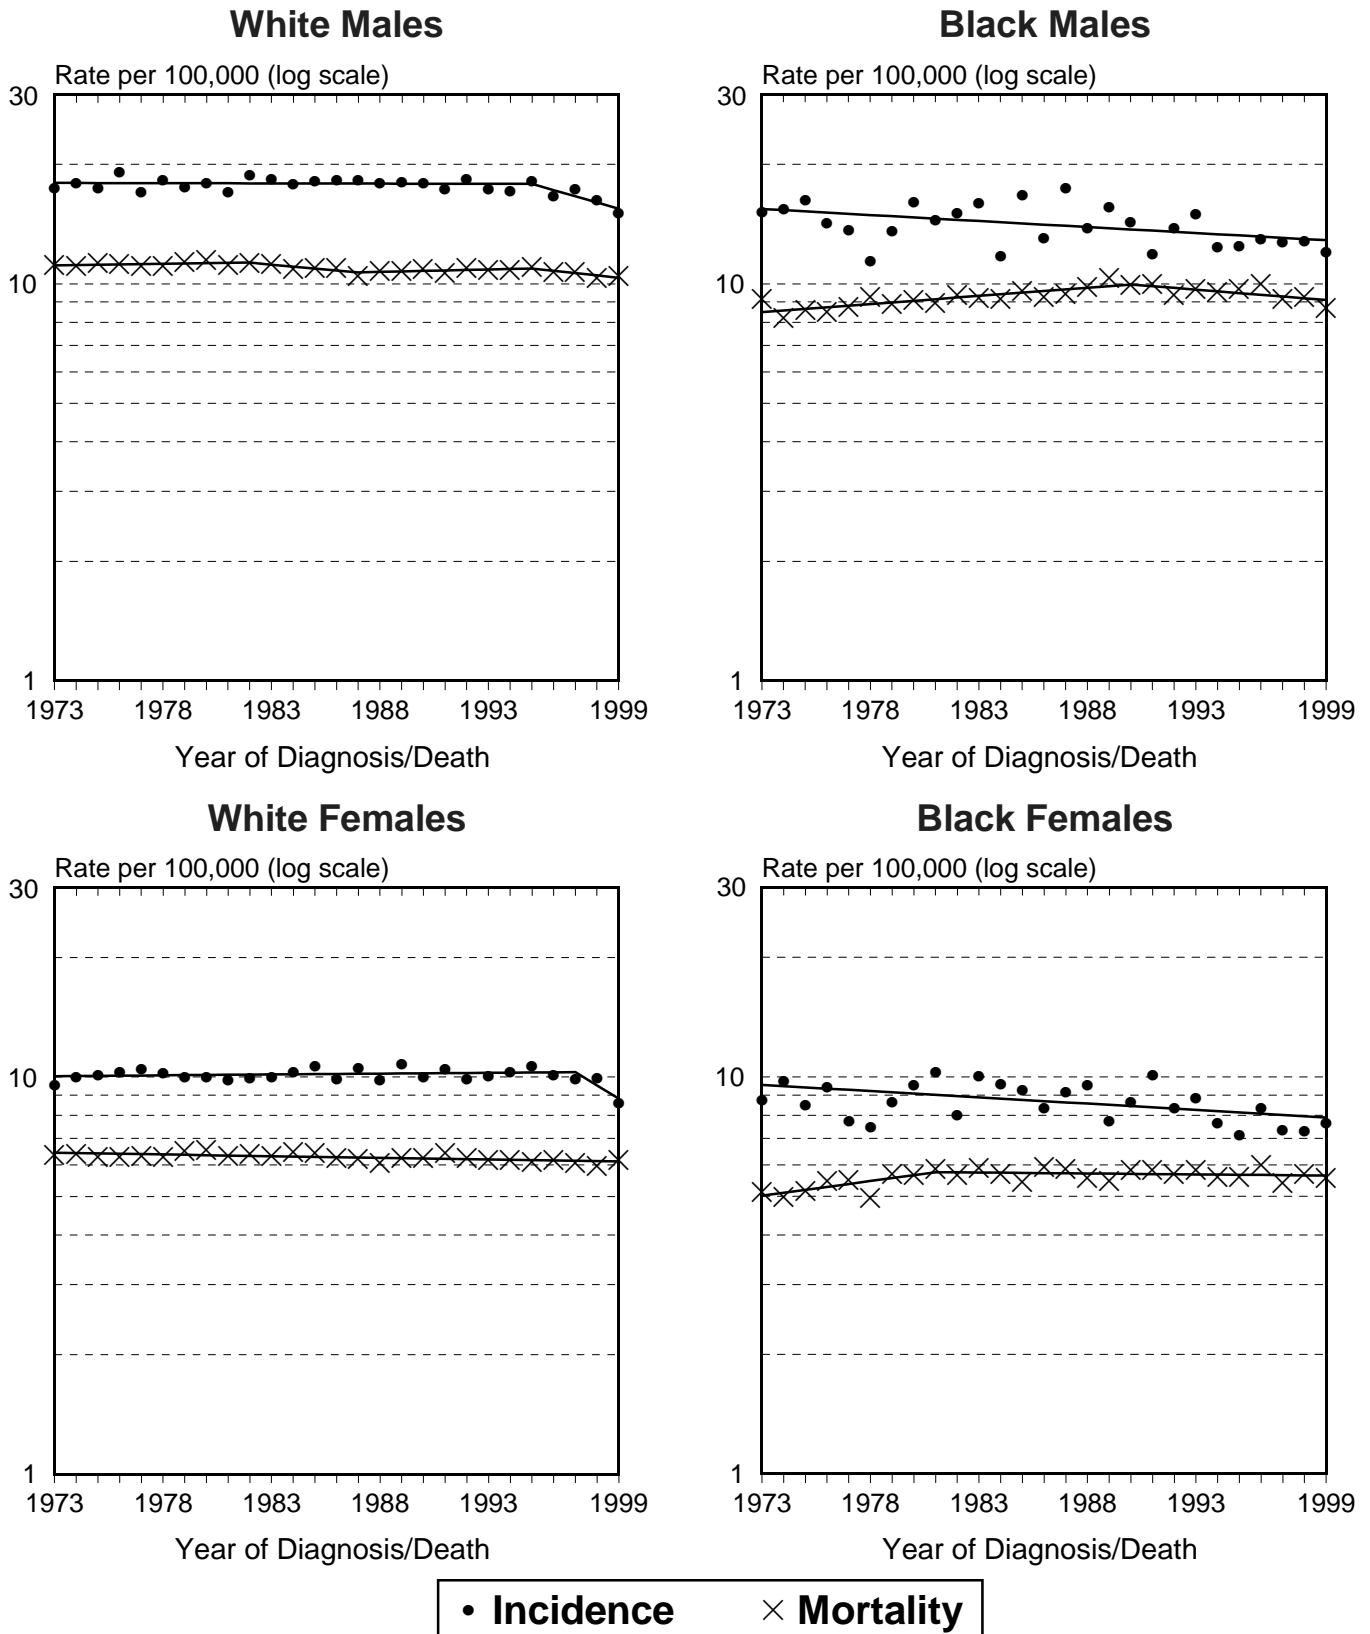 White Males
Rate per 100,000 (log scale)
30
10
1
1973 1978 1983 1988 1993 1999
Year of Diagnosis/Death
Black Males
Rate per 100,000 (log scale)
30
10
1
1973 1978 1983 1988 1993 1999
Year of Diagnosis/Death
White Females
Rate per 100,000 (log scale)
30
10
1
1973 1978 1983 1988 1993 1999
Year of Diagnosis/Death
Black Females
Rate per 100,000 (log scale)
30
10
1
1973 1978 1983 1988 1993 1999
Year of Diagnosis/Death
Incidence Mortality